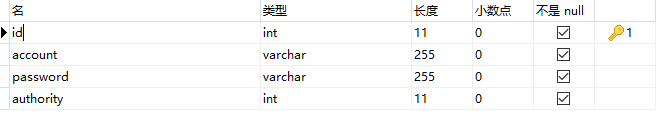 名 类型 长度 小数点 不是 null
id int 11 0 1
account varchar 255 0
password varchar 255 0
authority int 11 0